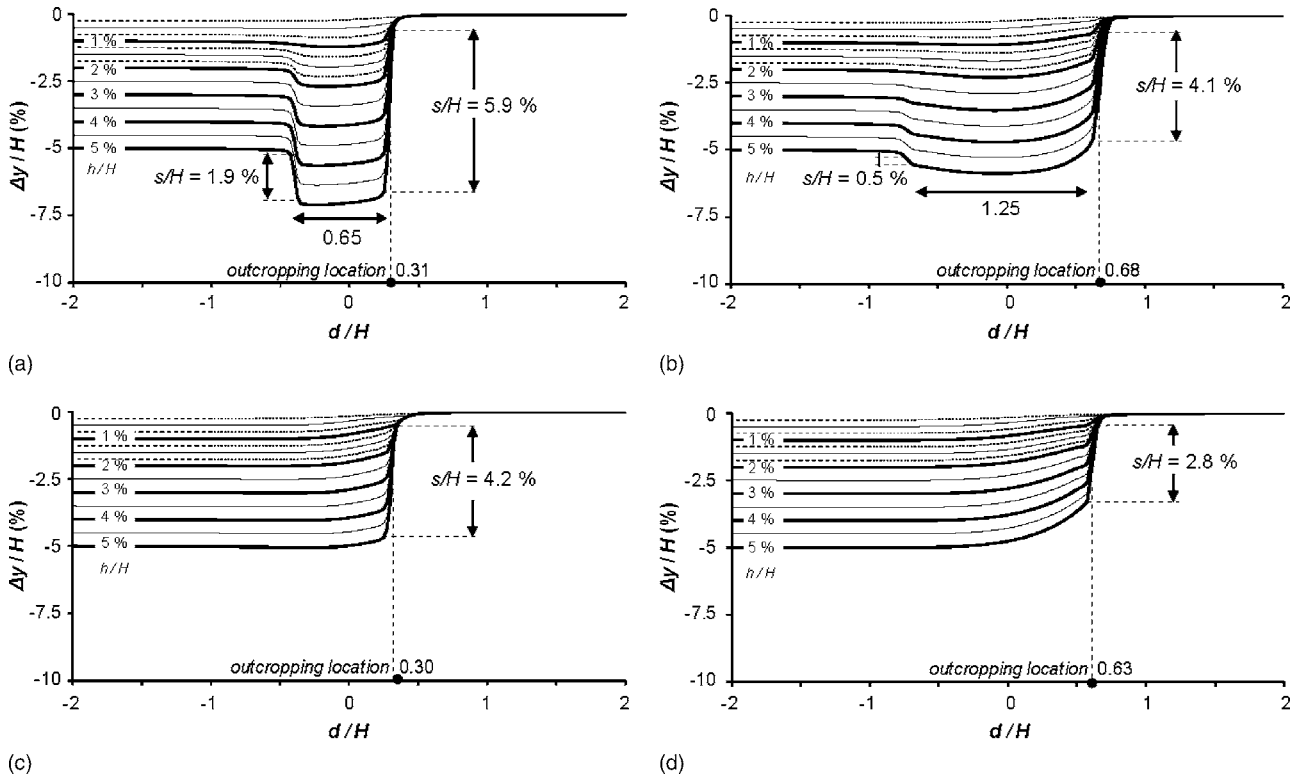 0
-2.5
-5
-7.5
-10
Δy / H (%)
1 %
2 %
3 %
4 %
5 %
h / H
s/H = 5.9 %
s/H = 1.9 %
0.65
outcropping location 0.31
-2 -1 0 1 2
d / H
(a)
0
-2.5
-5
-7.5
-10
Δy / H (%)
1 %
2 %
3 %
4 %
5 %
h / H
s/H = 4.1 %
s/H = 0.5 %
1.25
outcropping location 0.68
-2 -1 0 1 2
d / H
(b)
0
-2.5
-5
-7.5
-10
Δy / H (%)
1 %
2 %
3 %
4 %
5 %
h / H
s/H = 4.2 %
outcropping location 0.30
-2 -1 0 1 2
d / H
(c)
0
-2.5
-5
-7.5
-10
Δy / H (%)
1 %
2 %
3 %
4 %
5 %
h / H
s/H = 2.8 %
outcropping location 0.63
-2 -1 0 1 2
d / H
(d)